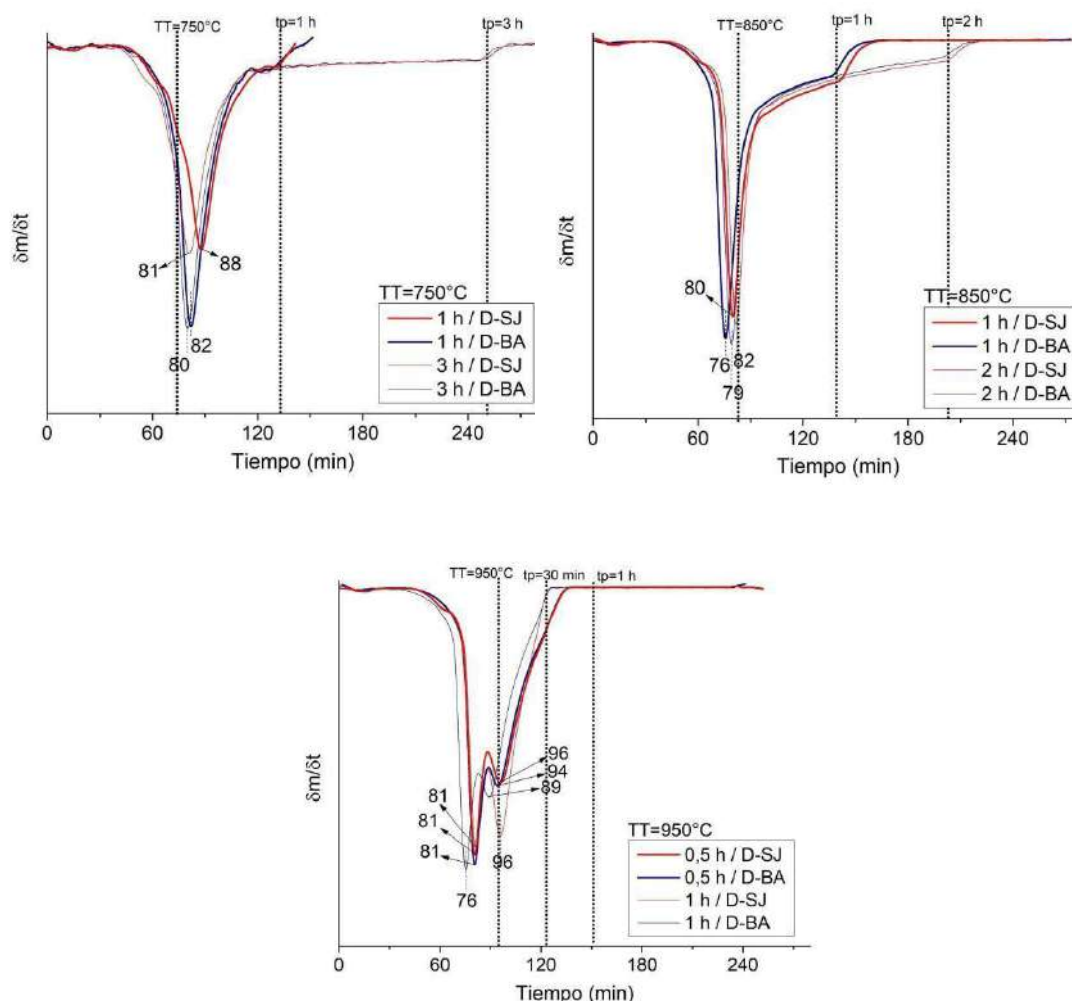 TT=750°C
tp=1 h
tp=3 h
δm/δt
81
88
82
80
TT=750°C
1 h / D-SJ
1 h / D-BA
3 h / D-SJ
3 h / D-BA
0
60
120
180
240
Tiempo (min)
TT=850°C
tp=1 h
tp=2 h
δm/δt
80
76
82
79
TT=850°C
1 h / D-SJ
1 h / D-BA
2 h / D-SJ
2 h / D-BA
0
60
120
180
240
Tiempo (min)
TT=950°C
tp=30 min
tp=1 h
δm/δt
96
94
89
81
81
81
96
76
TT=950°C
0,5 h / D-SJ
0,5 h / D-BA
1 h / D-SJ
1 h / D-BA
0
60
120
180
240
Tiempo (min)